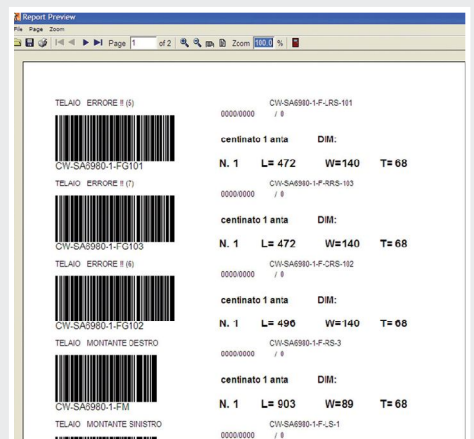 Report Preview
File Page Zoom
Page 1 of 2 Zoom 100.0 %
TELAIO ERRORE !! (5) CW-SA6980-1-F-LRS-101
0000/0000 / 0
centinato 1 anta DIM:
N. 1 L= 472 W=140 T= 68
CW-SA6980-1-FG101
TELAIO ERRORE !! (7) CW-SA6980-1-F-RRS-103
0000/0000 / 0
centinato 1 anta DIM:
N. 1 L= 472 W=140 T= 68
CW-SA6980-1-FG103
TELAIO ERRORE !! (6) CW-SA6980-1-F-CRS-102
0000/0000 / 0
centinato 1 anta DIM:
N. 1 L= 496 W=140 T= 68
CW-SA6980-1-FG102
TELAIO MONTANTE DESTRO CW-SA6980-1-F-RS-3
0000/0000 / 0
centinato 1 anta DIM:
N. 1 L= 903 W=89 T= 68
CW-SA6980-1-FM
TELAIO MONTANTE SINISTRO CW-SA6980-1-F-LS-1
0000/0000 / 0